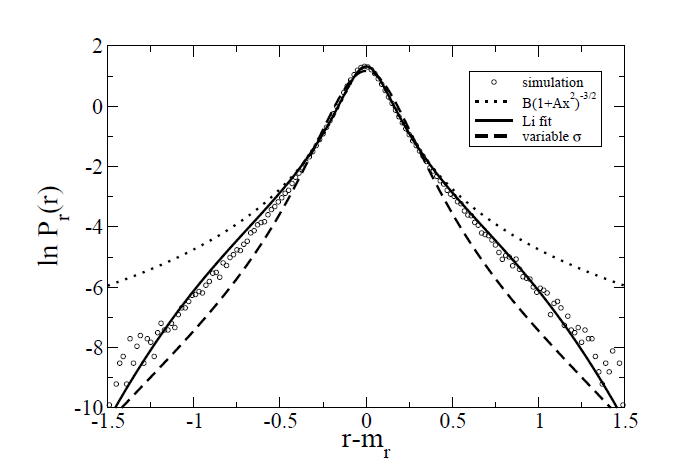 2
0
-2
-4
-6
-8
-10
ln P_r(r)
-1.5 -1 -0.5 0 0.5 1 1.5
r-m_r
simulation
B(1+Ax^2)^-3/2
Li fit
variable σ